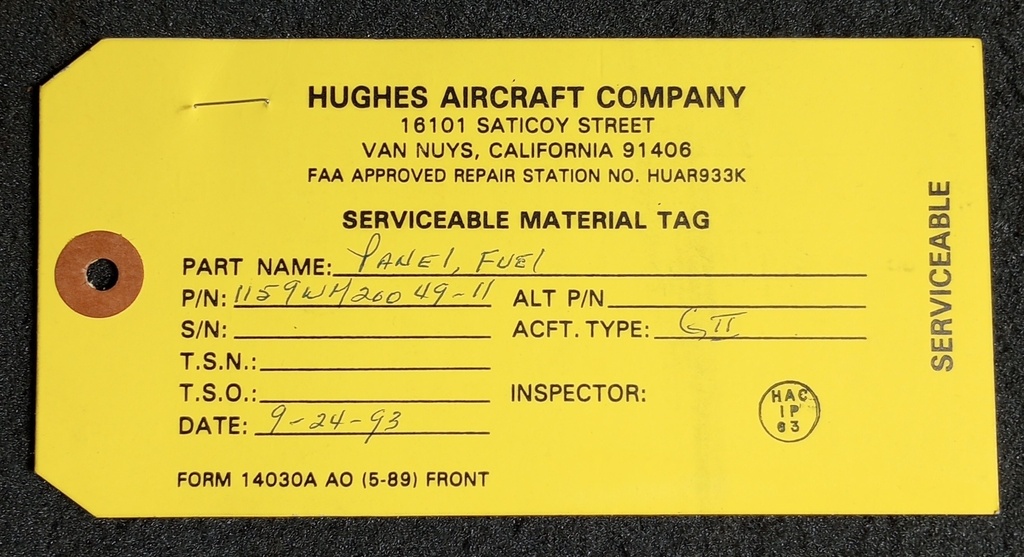 HUGHES AIRCRAFT COMPANY
16101 SATICOY STREET
VAN NUYS, CALIFORNIA 91406
FAA APPROVED REPAIR STATION NO. HUAR933K
SERVICEABLE MATERIAL TAG
PART NAME: PANEl, FUEl
P/N: 1159WM20049-11 ALT P/N
S/N: ACFT. TYPE: GII
T.S.N.:
T.S.O.: INSPECTOR:
DATE: 9-24-93
HAC
IP
63
FORM 14030A AO (5-89) FRONT
SERVICEABLE